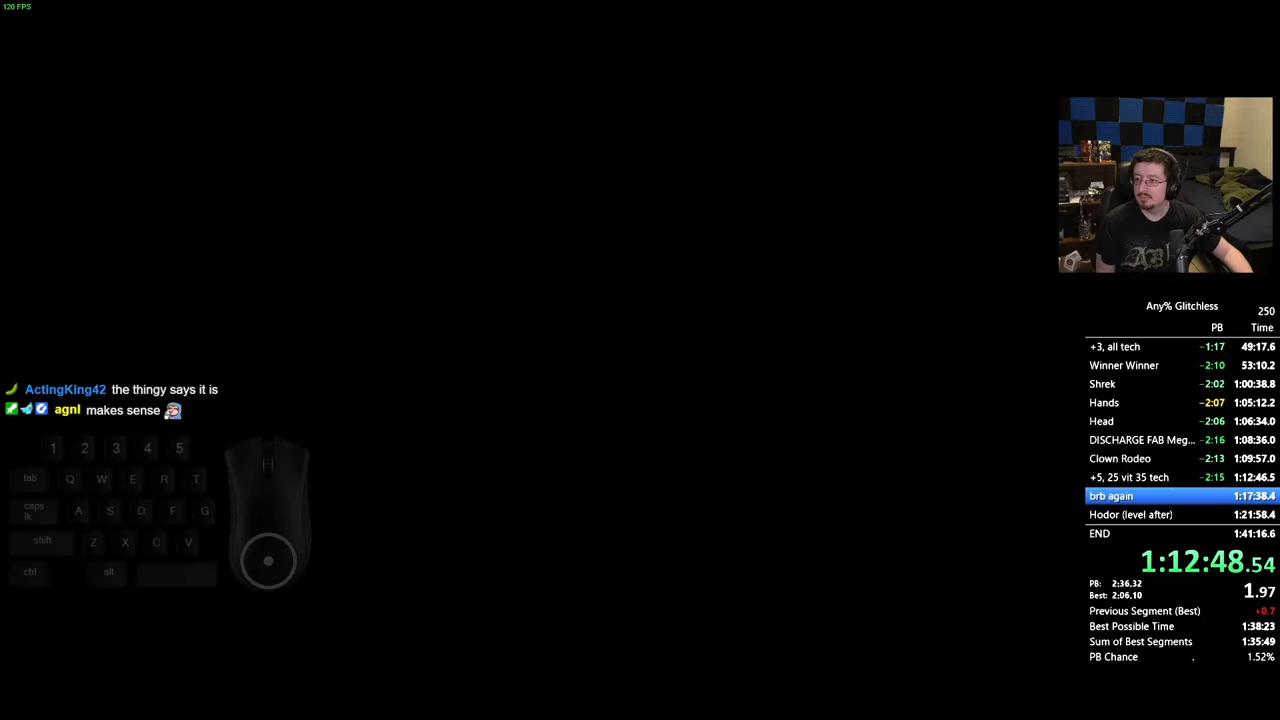 120 FPS
Any% Glitchless 250
PB Time
+3, all tech -1:17 49:17.6
Winner Winner -2:10 53:10.2
Shrek -2:02 1:00:38.8
Hands -2:07 1:05:12.2
Head -2:06 1:06:34.0
DISCHARGE FAB Meg... -2:16 1:08:36.0
Clown Rodeo -2:13 1:09:57.0
+5, 25 vit 35 tech -2:15 1:12:46.5
brb again 1:17:38.4
Hodor (level after) 1:21:58.4
END 1:41:16.6
1:12:48.54
PB: 2:36.32
Best: 2:06.10
1.97
Previous Segment (Best) +0.7
Best Possible Time 1:38:23
Sum of Best Segments 1:35:49
PB Chance . 1.52%
ActingKing42 the thingy says it is
agnl makes sense
1 2 3 4 5
tab Q W E R T
caps lk A S D F G
shift Z X C V
ctrl alt